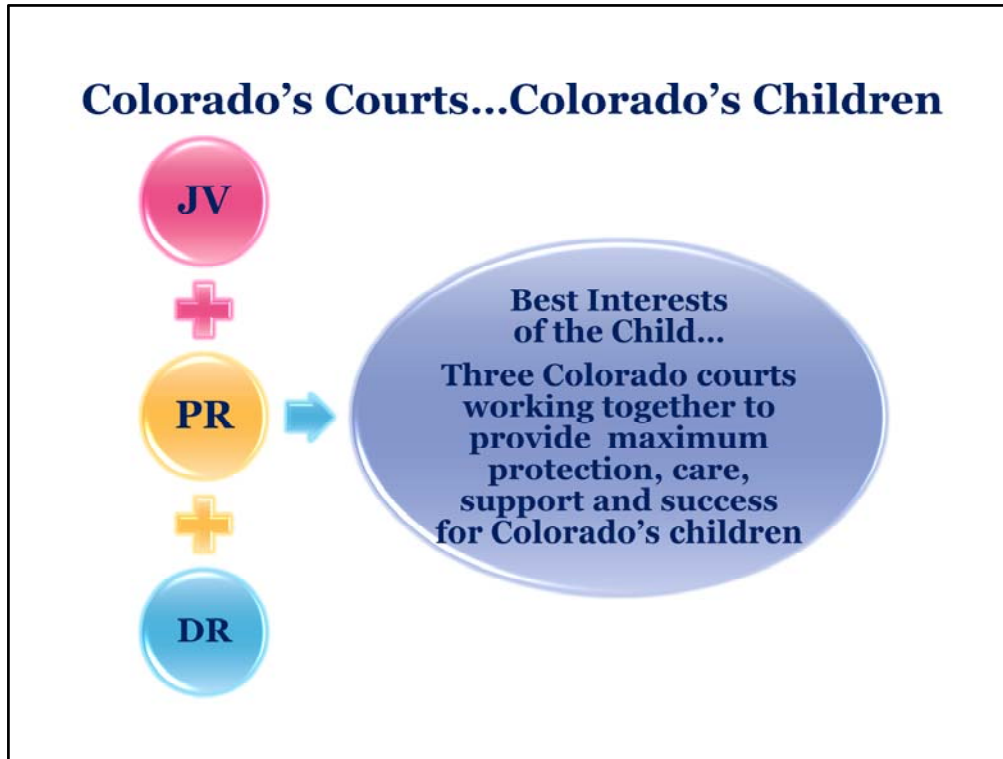 Colorado’s Courts...Colorado’s Children
JV
PR
DR
Best Interests
of the Child...
Three Colorado courts
working together to
provide  maximum
protection, care,
support and success
for Colorado’s children